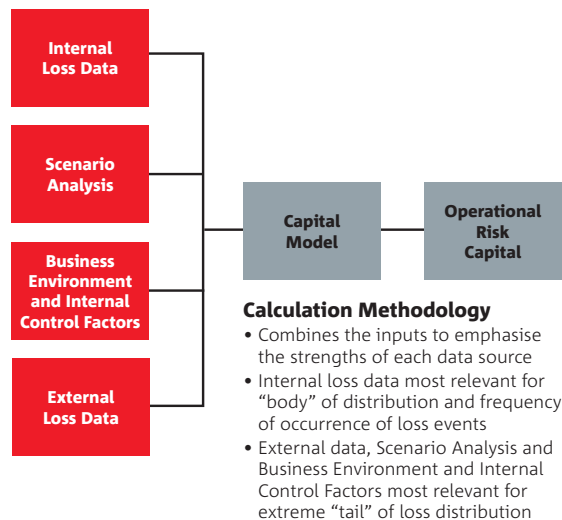 Internal
Loss Data
Scenario
Analysis
Business
Environment
and Internal
Control Factors
External
Loss Data
Capital
Model
Operational
Risk
Capital
Calculation Methodology
• Combines the inputs to emphasise
the strengths of each data source
• Internal loss data most relevant for
“body” of distribution and frequency
of occurrence of loss events
• External data, Scenario Analysis and
Business Environment and Internal
Control Factors most relevant for
extreme “tail” of loss distribution